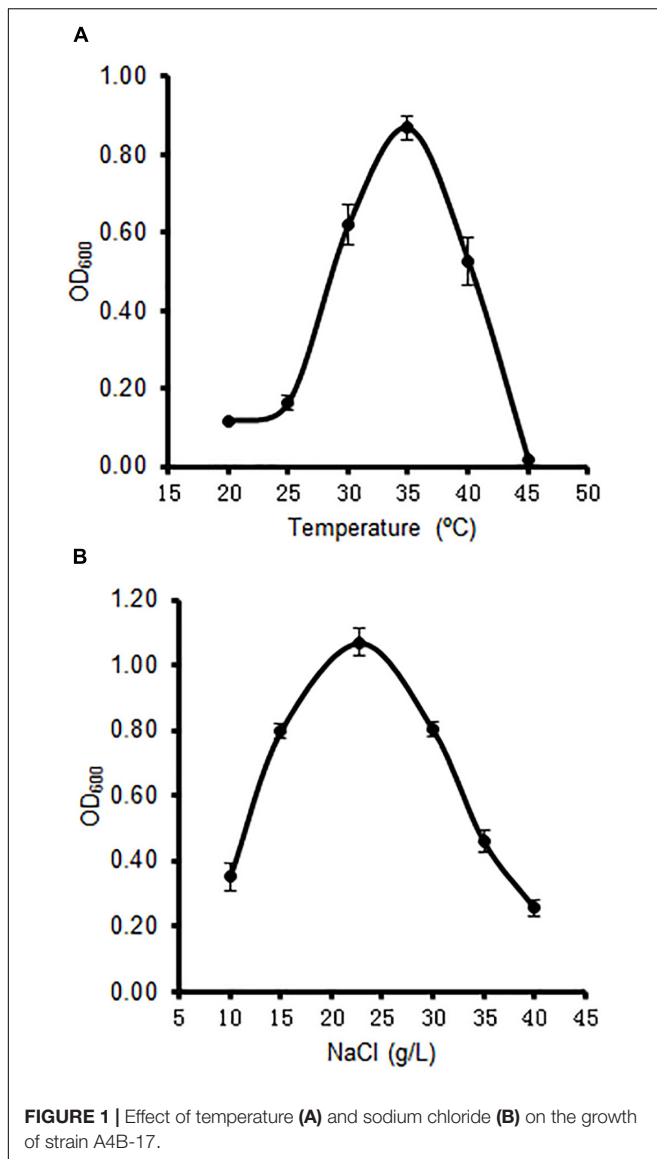 A
1.00
0.80
0.60
0.40
0.20
0.00
OD600
15 20 25 30 35 40 45 50
Temperature (ºC)
B
1.20
1.00
0.80
0.60
0.40
0.20
0.00
OD600
5 10 15 20 25 30 35 40 45
NaCl (g/L)
FIGURE 1 | Effect of temperature (A) and sodium chloride (B) on the growth
of strain A4B-17.